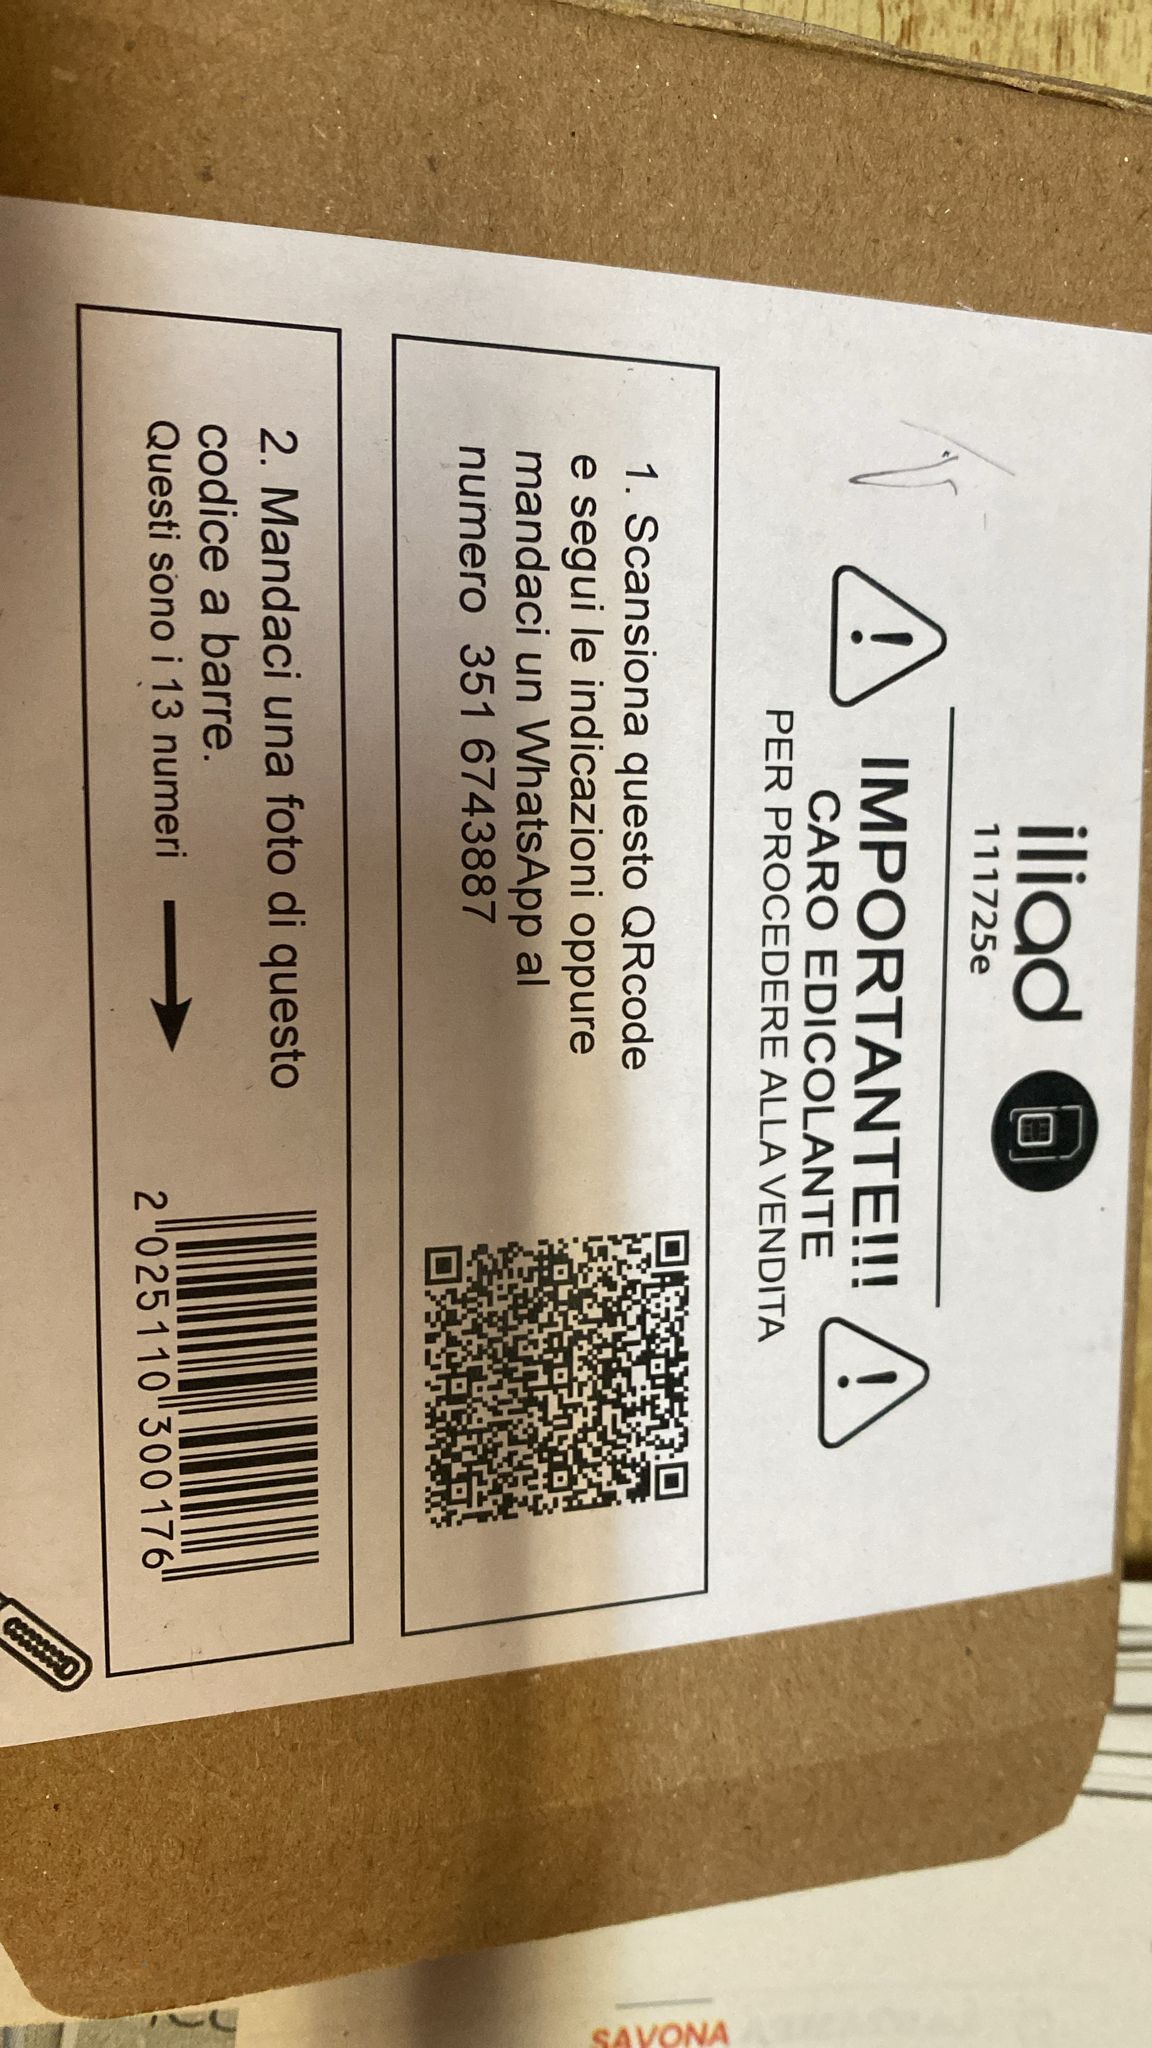 iliad
111725e
IMPORTANTE!!!
CARO EDICOLANTE
PER PROCEDERE ALLA VENDITA
1. Scansiona questo QRcode
e segui le indicazioni oppure
mandaci un WhatsApp al
numero 351 6743887
2. Mandaci una foto di questo
codice a barre.
Questi sono i 13 numeri
2 025110 300176
SAVONA